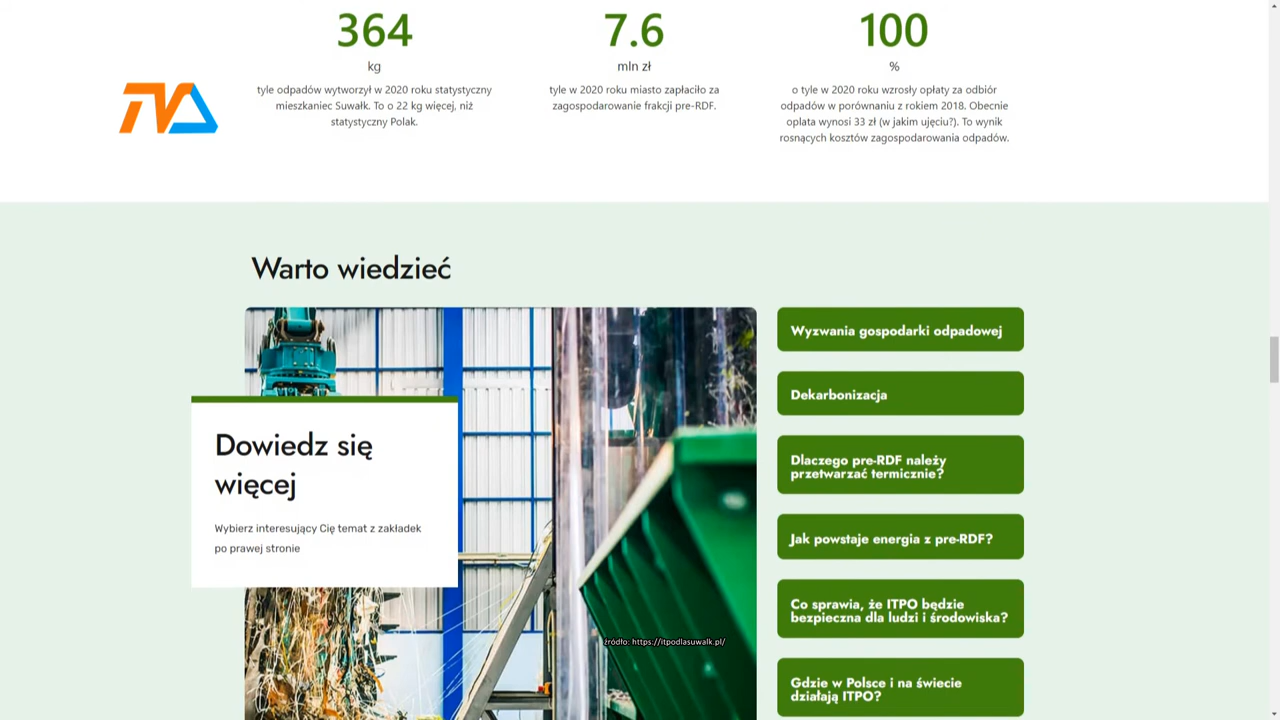 364
kg
tyle odpadów wytworzył w 2020 roku statystyczny
mieszkaniec Suwałk. To o 22 kg więcej, niż
statystyczny Polak.
7.6
mln zł
tyle w 2020 roku miasto zapłaciło za
zagospodarowanie frakcji pre-RDF.
100
%
o tyle w 2020 roku wzrosły opłaty za odbiór
odpadów w porównaniu z rokiem 2018. Obecnie
opłata wynosi 33 zł (w jakim ujęciu?). To wynik
rosnących kosztów zagospodarowania odpadów.
Warto wiedzieć
Dowiedz się
więcej
Wybierz interesujący Cię temat z zakładek
po prawej stronie
Wyzwania gospodarki odpadowej
Dekarbonizacja
Dlaczego pre-RDF należy
przetwarzać termicznie?
Jak powstaje energia z pre-RDF?
Co sprawia, że ITPO będzie
bezpieczna dla ludzi i środowiska?
Gdzie w Polsce i na świecie
działają ITPO?
źródło: https://itpodlasuwalk.pl/